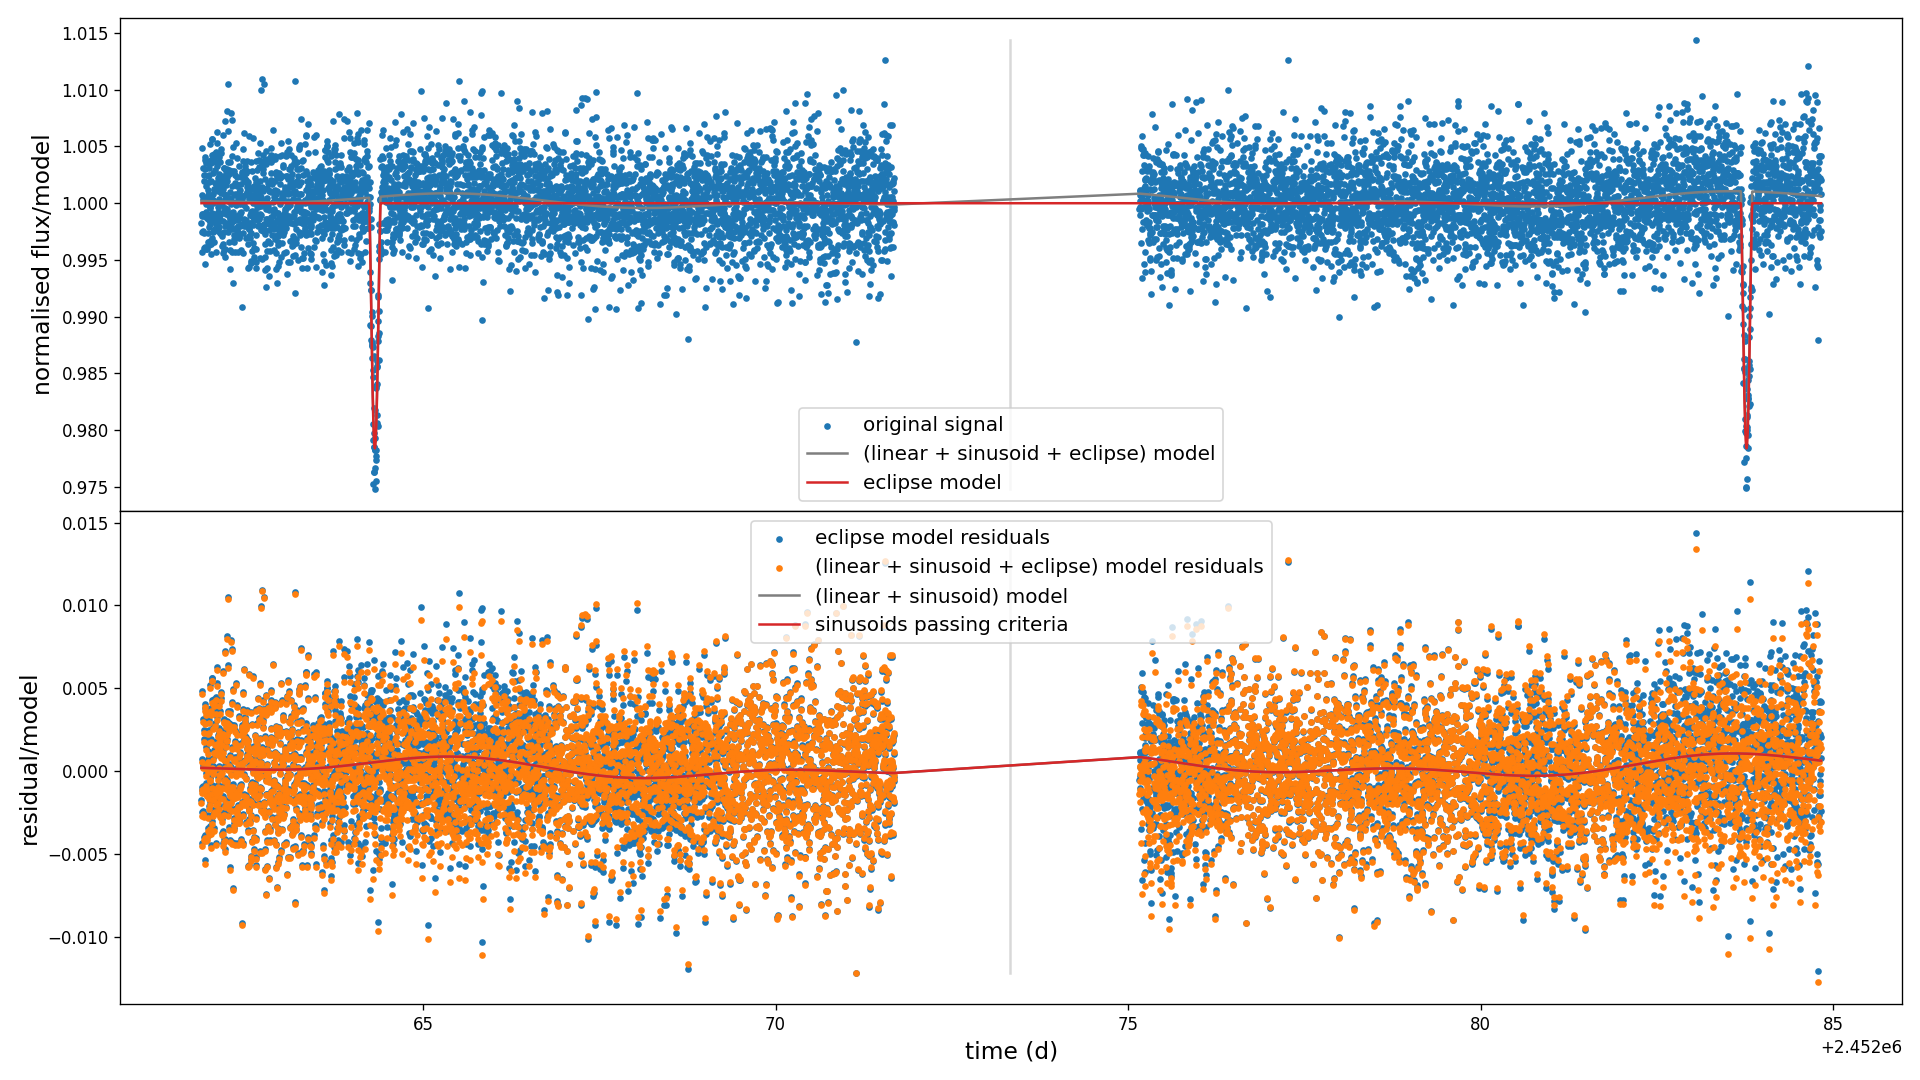 1.015
1.010
1.005
1.000
0.995
0.990
0.985
0.980
0.975
normalised flux/model
original signal
(linear + sinusoid + eclipse) model
eclipse model
0.015
0.010
0.005
0.000
−0.005
−0.010
residual/model
eclipse model residuals
(linear + sinusoid + eclipse) model residuals
(linear + sinusoid) model
sinusoids passing criteria
65
70
75
80
85
time (d)
+2.452e6